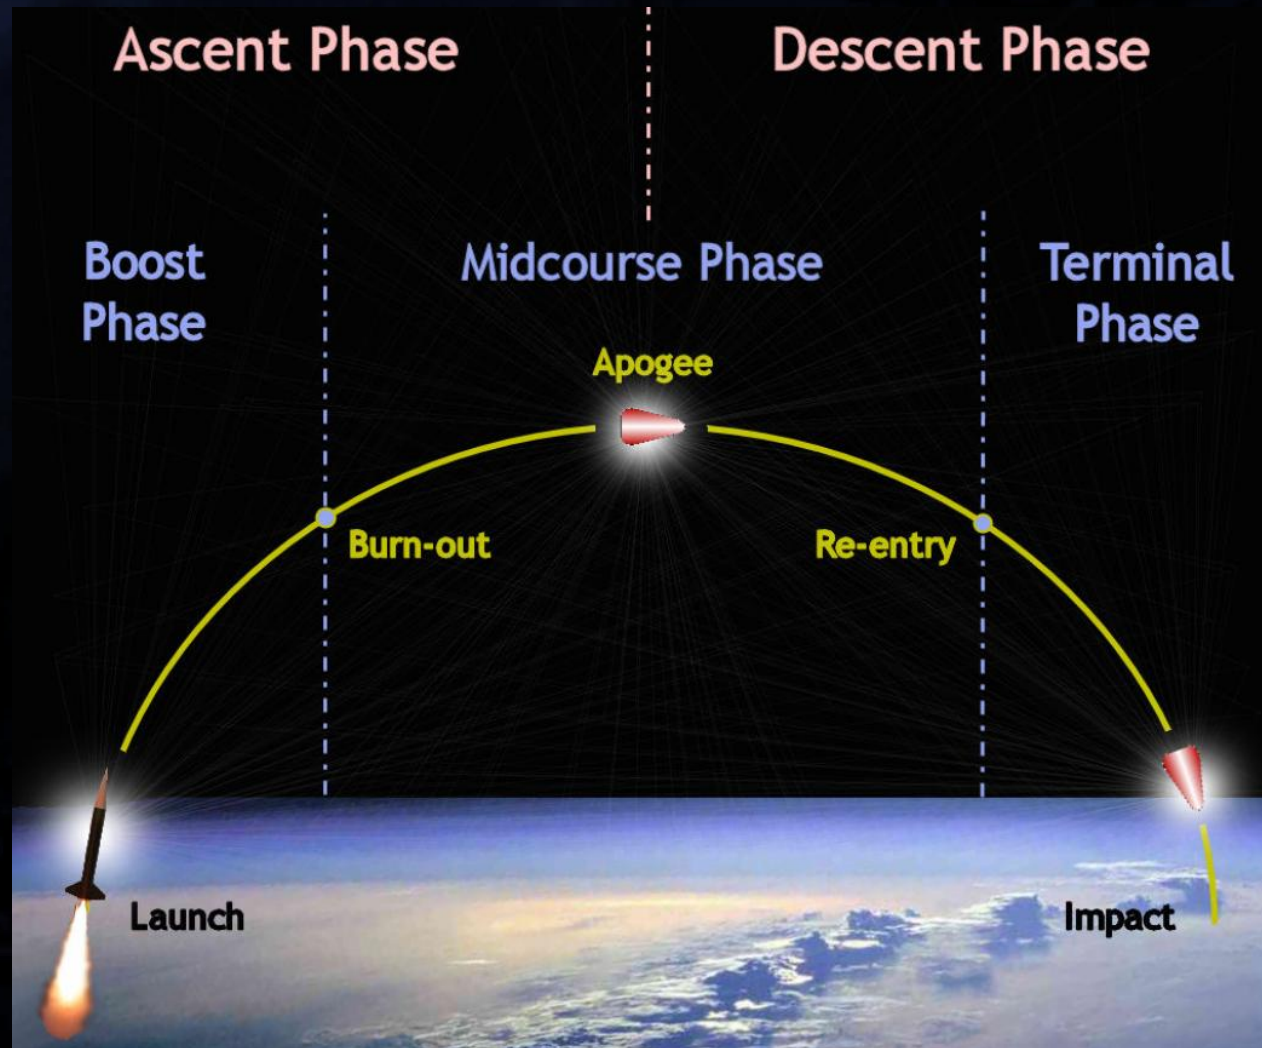 Ascent Phase
Descent Phase
Boost
Phase
Midcourse Phase
Terminal
Phase
Apogee
Burn-out
Re-entry
Launch
Impact